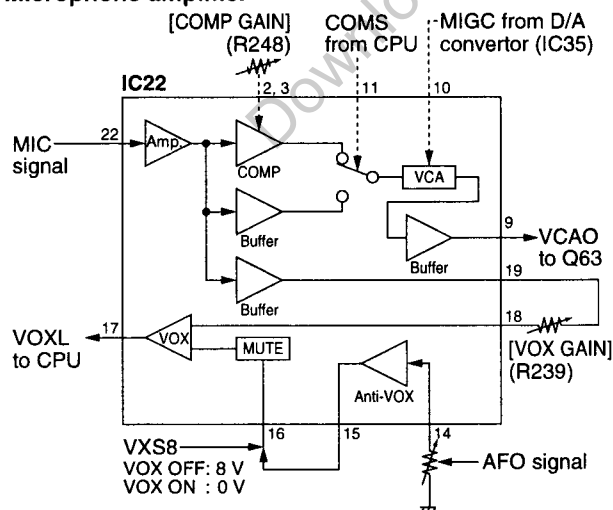 Microphone amplifier
[COMP GAIN]
(R248)
COMS
from CPU
MIGC from D/A
convertor (IC35)
IC22
2, 3
11
10
MIC
signal
22
Amp.
COMP
VCA
Buffer
Buffer
9
VCAO
to Q63
19
Buffer
18
[VOX GAIN]
(R239)
VOXL
to CPU
17
VOX
MUTE
Anti-VOX
16
15
14
VXS8
VOX OFF: 8 V
VOX ON : 0 V
AFO signal
Downlo